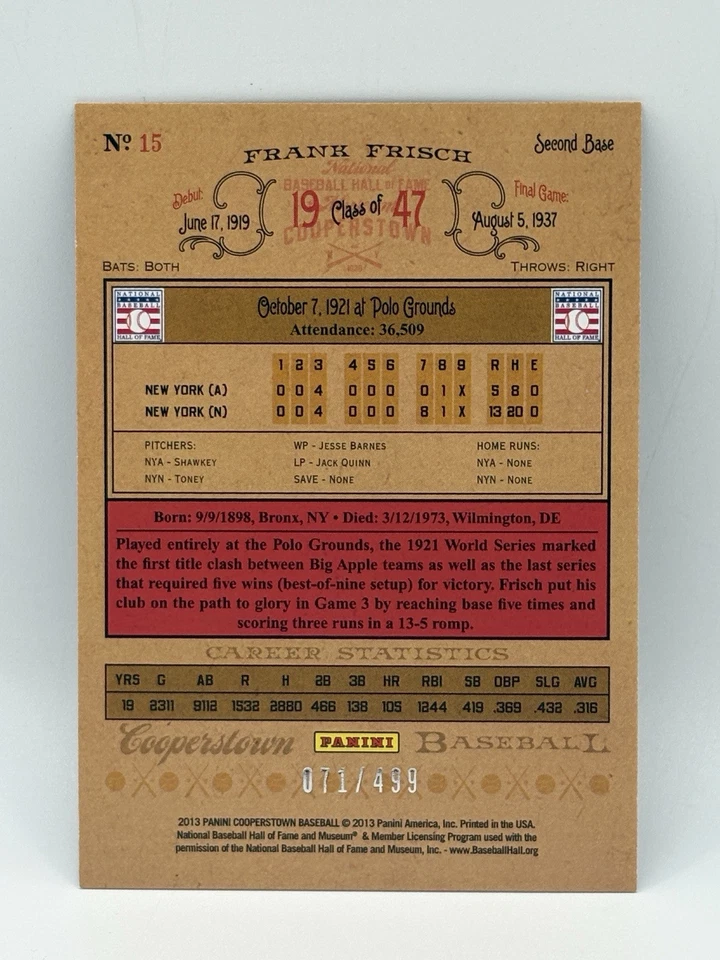 Nº 15
FRANK FRISCH
Second Base
Debut:
June 17, 1919
National
BASEBALL HALL OF FAME
19 Class of 47
COOPERSTOWN
Final Game:
August 5, 1937
BATS: BOTH
THROWS: RIGHT
NATIONAL BASEBALL HALL OF FAME
October 7, 1921 at Polo Grounds
Attendance: 36,509
NATIONAL BASEBALL HALL OF FAME
1 2 3 4 5 6 7 8 9 R H E
NEW YORK (A) 0 0 4 0 0 0 0 1 X 5 8 0
NEW YORK (N) 0 0 4 0 0 0 8 1 X 13 20 0
PITCHERS: WP - JESSE BARNES HOME RUNS:
NYA - SHAWKEY LP - JACK QUINN NYA - NONE
NYN - TONEY SAVE - NONE NYN - NONE
Born: 9/9/1898, Bronx, NY • Died: 3/12/1973, Wilmington, DE
Played entirely at the Polo Grounds, the 1921 World Series marked
the first title clash between Big Apple teams as well as the last series
that required five wins (best-of-nine setup) for victory. Frisch put his
club on the path to glory in Game 3 by reaching base five times and
scoring three runs in a 13-5 romp.
CAREER STATISTICS
YRS G AB R H 2B 3B HR RBI SB OBP SLG AVG
19 2311 9112 1532 2880 466 138 105 1244 419 .369 .432 .316
Cooperstown PANINI BASEBALL
071/499
2013 PANINI COOPERSTOWN BASEBALL © 2013 Panini America, Inc. Printed in the USA.
National Baseball Hall of Fame and Museum® & Member Licensing Program used with the
permission of the National Baseball Hall of Fame and Museum, Inc. - www.BaseballHall.org